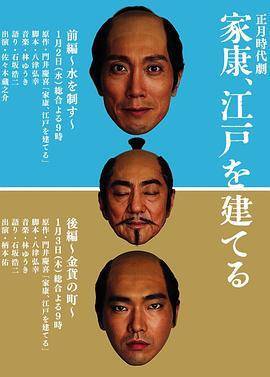 正月時代劇
家康、江戸を建てる
前編〜水を制す〜
1月2日(水)総合よる9時
原作・門井慶喜「家康、江戸を建てる」
脚本・八津弘幸
音楽・林ゆうき
語り・石坂浩二
出演・佐々木蔵之介
後編〜金貨の町〜
1月3日(木)総合よる9時
原作・門井慶喜「家康、江戸を建てる」
脚本・八津弘幸
音楽・林ゆうき
語り・石坂浩二
出演・柄本佑